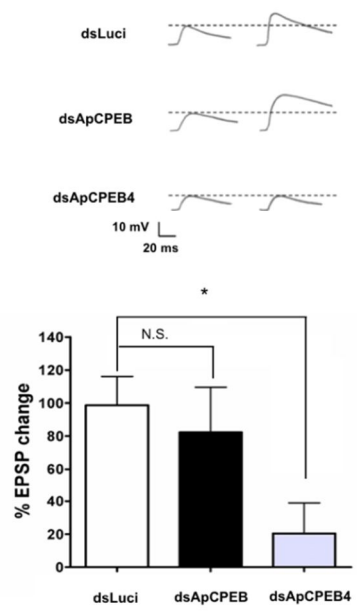 dsLuci
dsApCPEB
dsApCPEB4
10 mV
20 ms
*
N.S.
140
120
100
80
60
40
20
0
% EPSP change
dsLuci dsApCPEB dsApCPEB4